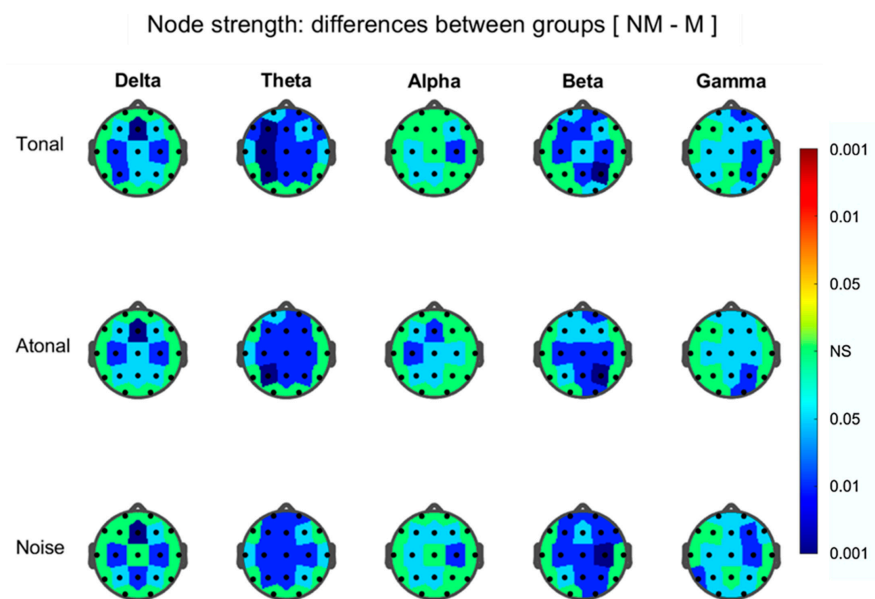 Node strength: differences between groups [ NM - M ]
Delta Theta Alpha Beta Gamma
Tonal
Atonal
Noise
0.001
0.01
0.05
NS
0.05
0.01
0.001